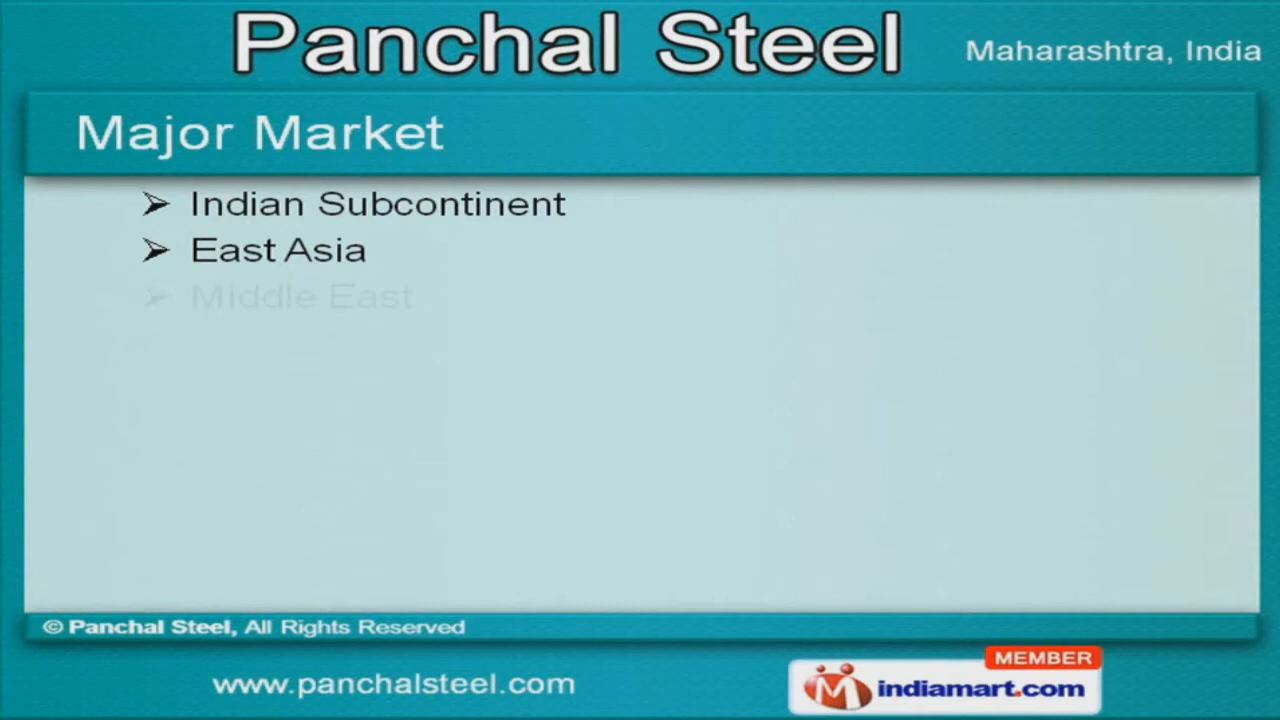 Panchal Steel
Maharashtra, India
Major Market
➢ Indian Subcontinent
➢ East Asia
➢ Middle East
© Panchal Steel, All Rights Reserved
www.panchalsteel.com
MEMBER
indiamart.com